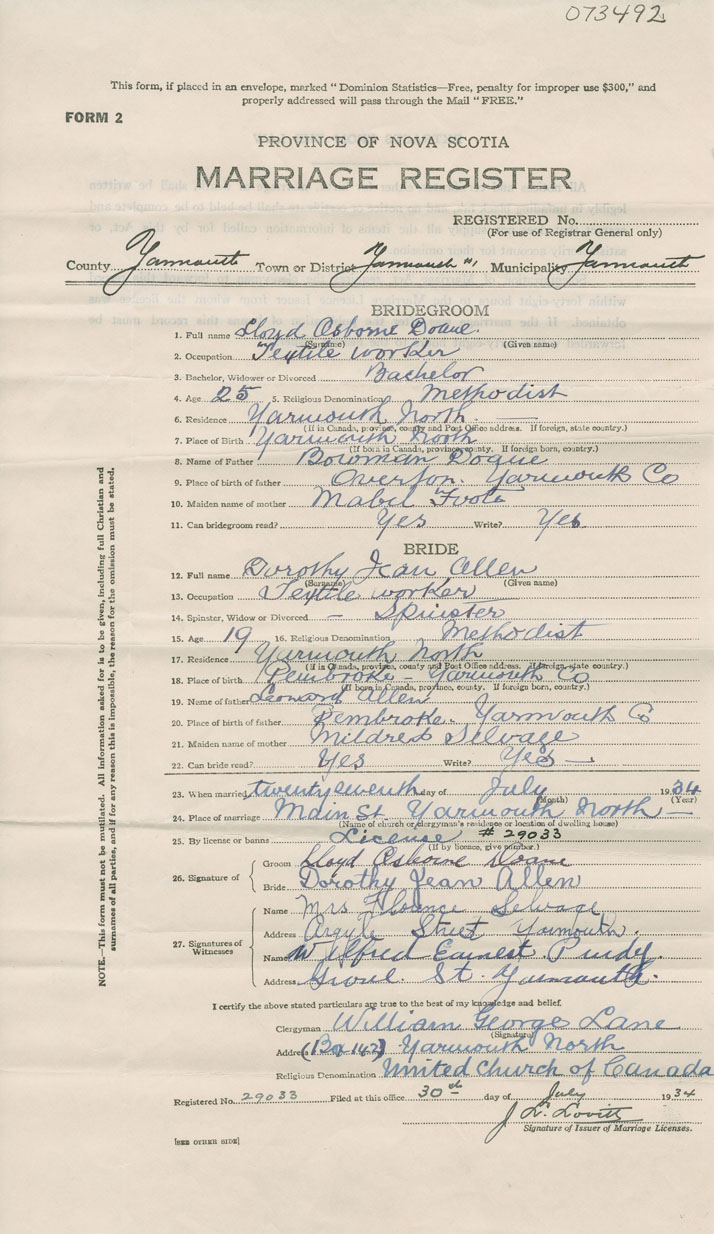 073492
This form, if placed in an envelope, marked "Dominion Statistics—Free, penalty for improper use $300," and
properly addressed will pass through the Mail "FREE."
FORM 2
PROVINCE OF NOVA SCOTIA
MARRIAGE REGISTER
REGISTERED No.
(For use of Registrar General only)
County Yarmouth Town or District Yarmouth Municipality Yarmouth
BRIDEGROOM
1. Full name Lloyd Osborne Doane
(Surname) (Given name)
2. Occupation Textile worker
3. Bachelor, Widower or Divorced Bachelor
4. Age 25 5. Religious Denomination Methodist
6. Residence Yarmouth North
(If in Canada, province, county and Post Office address. If foreign, state country.)
7. Place of Birth Yarmouth North
(If born in Canada, province, county. If foreign born, country.)
8. Name of Father Bowman Doane
9. Place of birth of father Overton. Yarmouth Co
10. Maiden name of mother Mabel Foote
11. Can bridegroom read? Yes Write? Yes
BRIDE
12. Full name Dorothy Jean Allen
(Surname) (Given name)
13. Occupation Textile worker
14. Spinster, Widow or Divorced – Spinster
15. Age 19 16. Religious Denomination Methodist
17. Residence Yarmouth North
(If in Canada, province, county and Post Office address. If foreign, state country.)
18. Place of birth Pembroke – Yarmouth Co
(If born in Canada, province, county. If foreign born, country.)
19. Name of father Leonard Allen
20. Place of birth of father Pembroke. Yarmouth Co
21. Maiden name of mother Mildred Selvage
22. Can bride read? Yes Write? Yes —
23. When married twenty seventh day of July 1934
(Month) (Year)
24. Place of marriage Main St. Yarmouth North —
(Name of church or clergyman's residence or location of dwelling house)
25. By license or banns License # 29033
(If by licence, give number.)
26. Signature of
Groom Lloyd Osborne Doane
Bride Dorothy Jean Allen
27. Signatures of Witnesses
Name Mrs Florence Selvage
Address Argyle Street Yarmouth.
Name Wilfred Earnest Purdy.
Address St. Yarmouth.
I certify the above stated particulars are true to the best of my knowledge and belief.
Clergyman William George Lane
(Signature)
Address (Box 142) Yarmouth North
Religious Denomination United Church of Canada
Registered No. 29033 Filed at this office 30th day of July 1934
J. L. Lovitt
Signature of Issuer of Marriage Licenses.
[SEE OTHER SIDE]
NOTE.—This form must not be mutilated. All information asked for is to be given, including full Christian and
surnames of all parties, and if for any reason this is impossible, the reason for the omission must be stated.